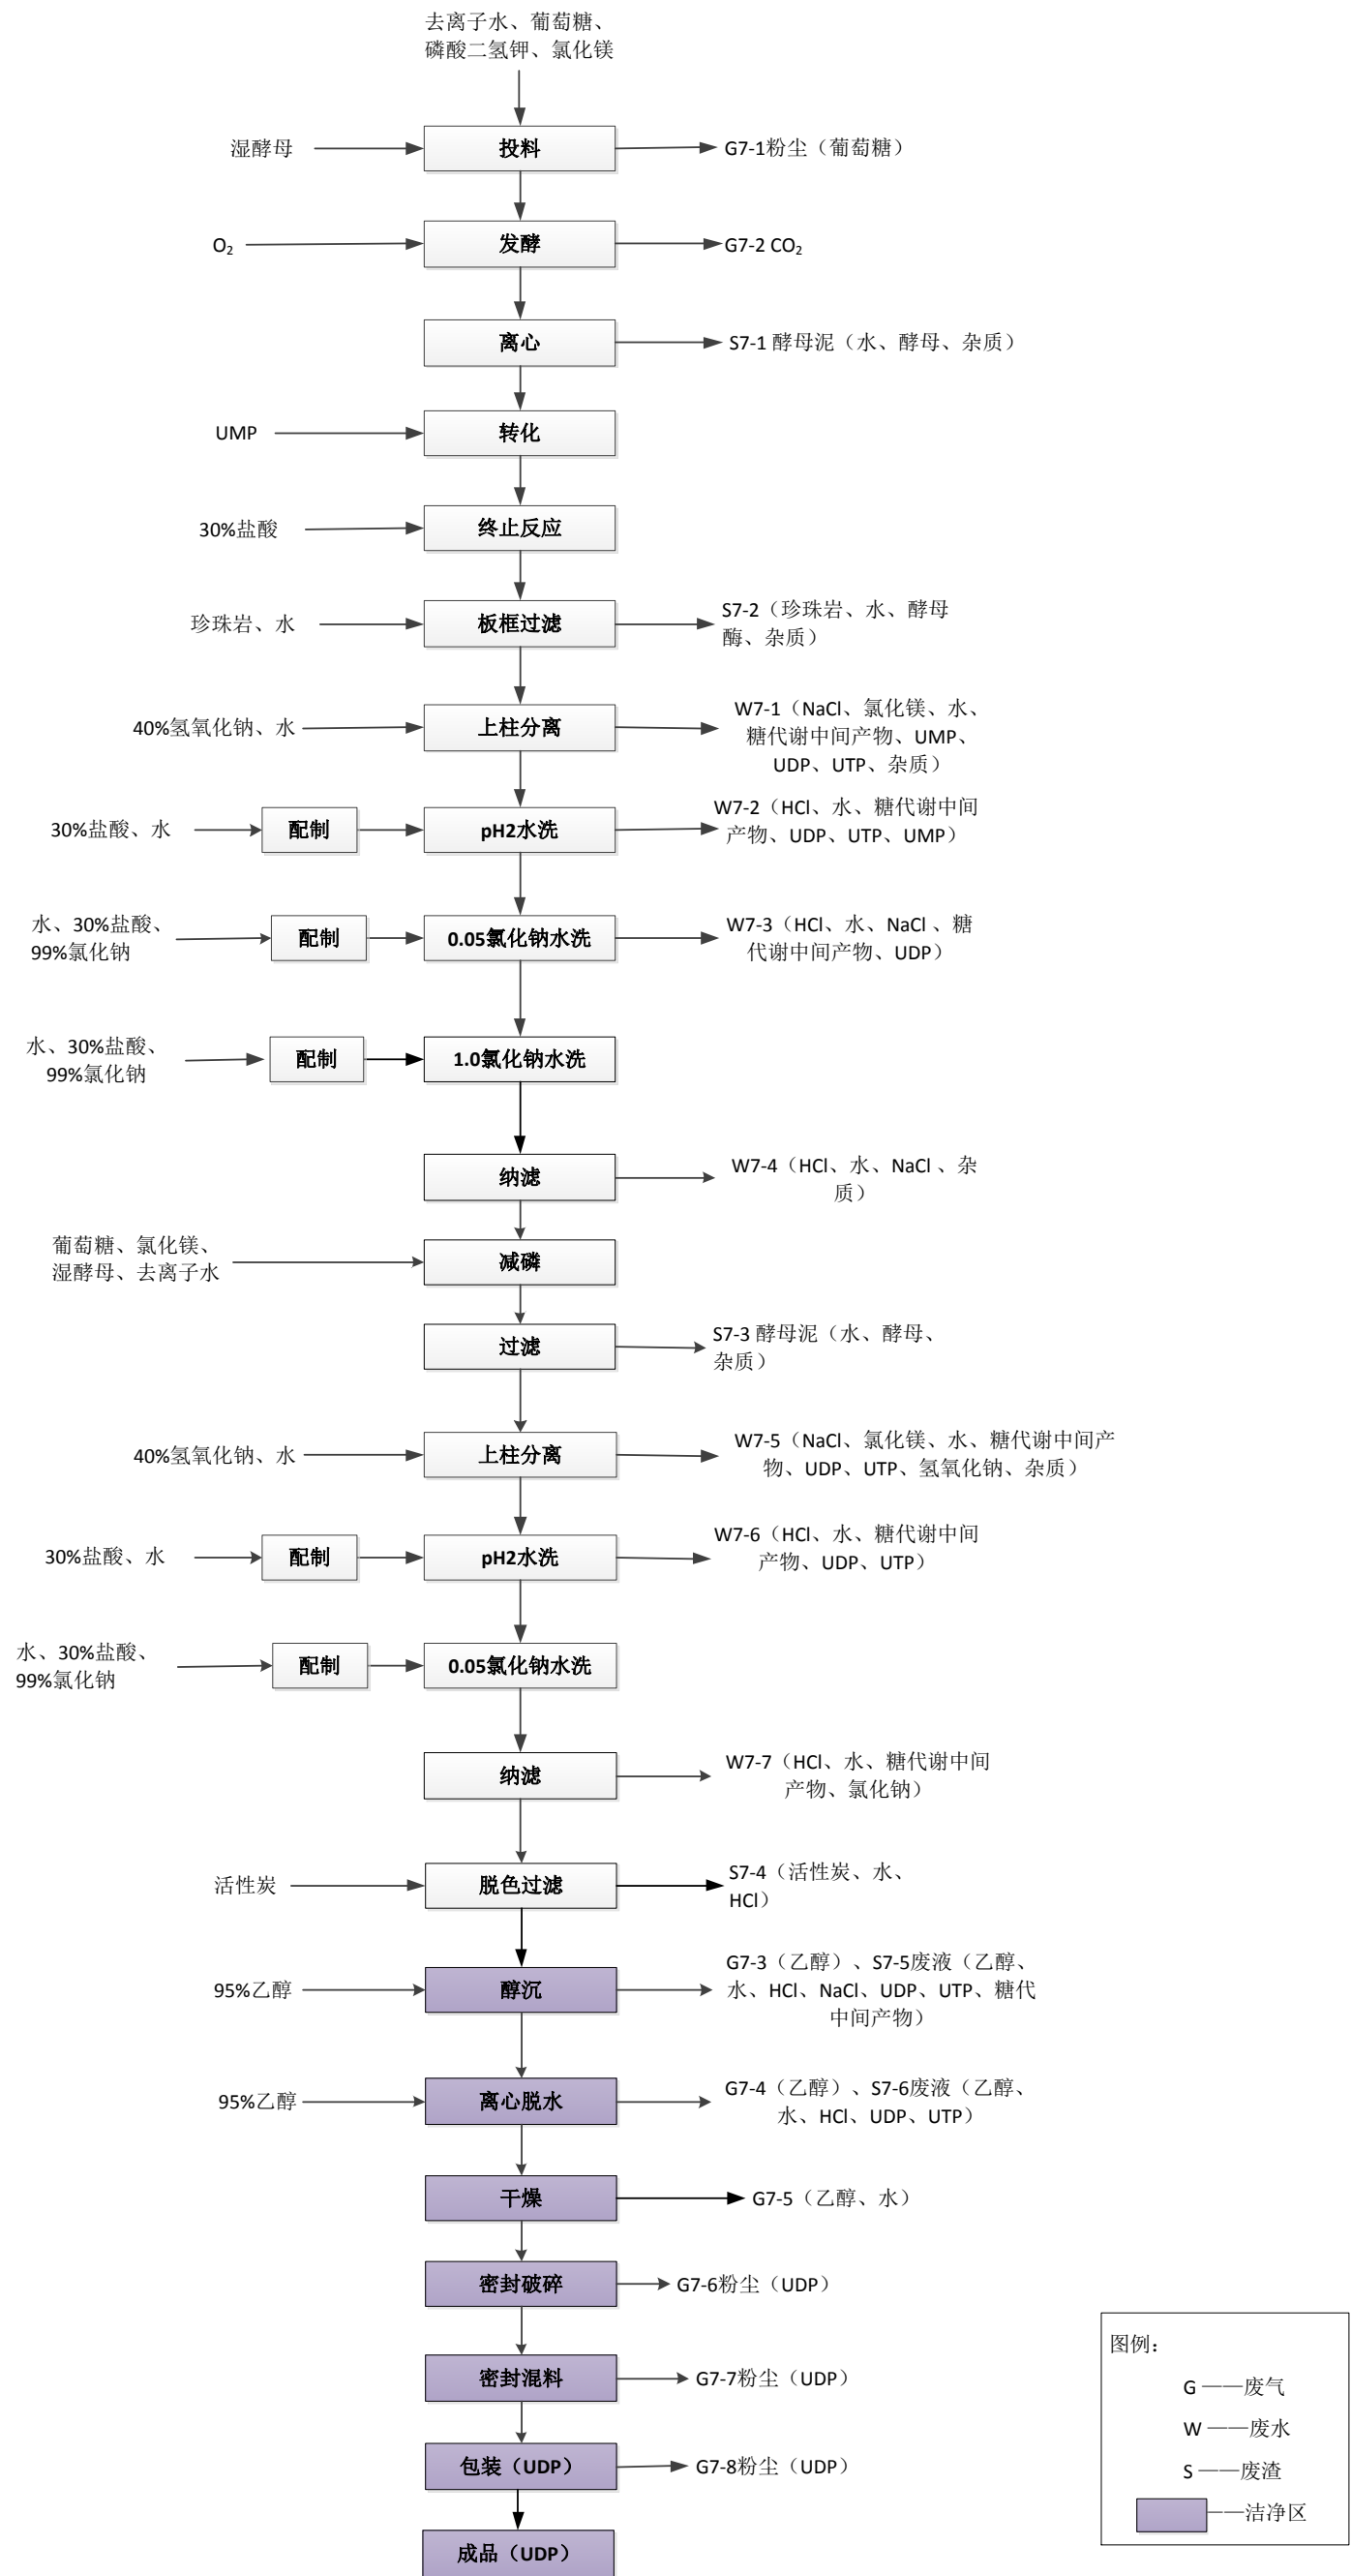 去离子水、葡萄糖、
磷酸二氢钾、氯化镁
湿酵母
投料
G7-1粉尘（葡萄糖）
O₂
发酵
G7-2 CO₂
离心
S7-1 酵母泥（水、酵母、杂质）
UMP
转化
30%盐酸
终止反应
珍珠岩、水
板框过滤
S7-2（珍珠岩、水、酵母
酶、杂质）
40%氢氧化钠、水
上柱分离
W7-1（NaCl、氯化镁、水、
糖代谢中间产物、UMP、
UDP、UTP、杂质）
30%盐酸、水
配制
pH2水洗
W7-2（HCl、水、糖代谢中间
产物、UDP、UTP、UMP）
水、30%盐酸、
99%氯化钠
配制
0.05氯化钠水洗
W7-3（HCl、水、NaCl 、糖
代谢中间产物、UDP）
水、30%盐酸、
99%氯化钠
配制
1.0氯化钠水洗
纳滤
W7-4（HCl、水、NaCl 、杂
质）
葡萄糖、氯化镁、
湿酵母、去离子水
减磷
过滤
S7-3 酵母泥（水、酵母、
杂质）
40%氢氧化钠、水
上柱分离
W7-5（NaCl、氯化镁、水、糖代谢中间产
物、UDP、UTP、氢氧化钠、杂质）
30%盐酸、水
配制
pH2水洗
W7-6（HCl、水、糖代谢中间
产物、UDP、UTP）
水、30%盐酸、
99%氯化钠
配制
0.05氯化钠水洗
纳滤
W7-7（HCl、水、糖代谢中间
产物、氯化钠）
活性炭
脱色过滤
S7-4（活性炭、水、
HCl）
95%乙醇
醇沉
G7-3（乙醇）、S7-5废液（乙醇、
水、HCl、NaCl、UDP、UTP、糖代
中间产物）
95%乙醇
离心脱水
G7-4（乙醇）、S7-6废液（乙醇、
水、HCl、UDP、UTP）
干燥
G7-5（乙醇、水）
密封破碎
G7-6粉尘（UDP）
密封混料
G7-7粉尘（UDP）
包装（UDP）
G7-8粉尘（UDP）
成品（UDP）
图例：
G ——废气
W ——废水
S ——废渣
——洁净区